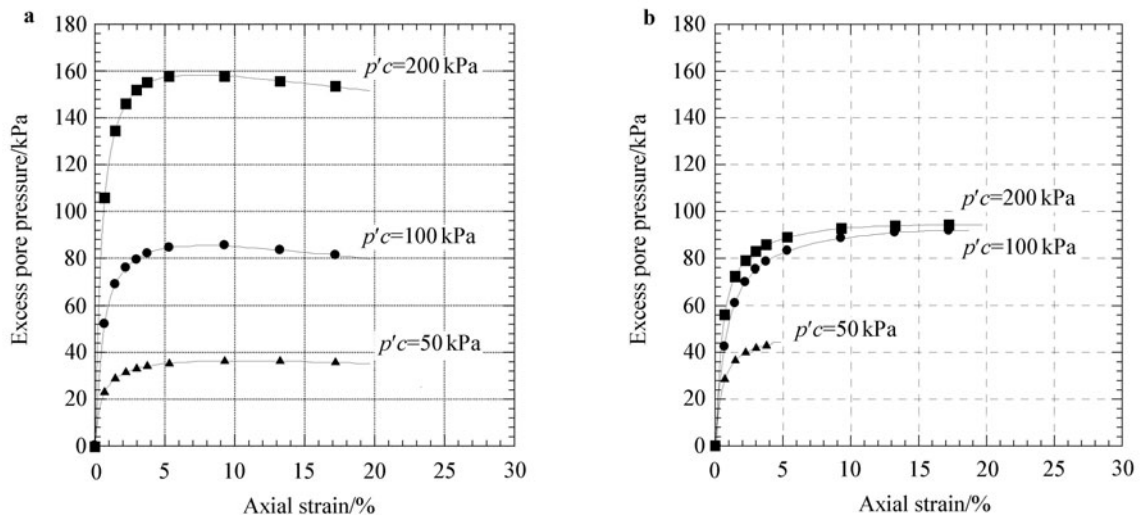 a
180
160
140
120
100
80
60
40
20
0
Excess pore pressure/kPa
p'c=200 kPa
p'c=100 kPa
p'c=50 kPa
0 5 10 15 20 25 30
Axial strain/%
b
180
160
140
120
100
80
60
40
20
0
Excess pore pressure/kPa
p'c=200 kPa
p'c=100 kPa
p'c=50 kPa
0 5 10 15 20 25 30
Axial strain/%